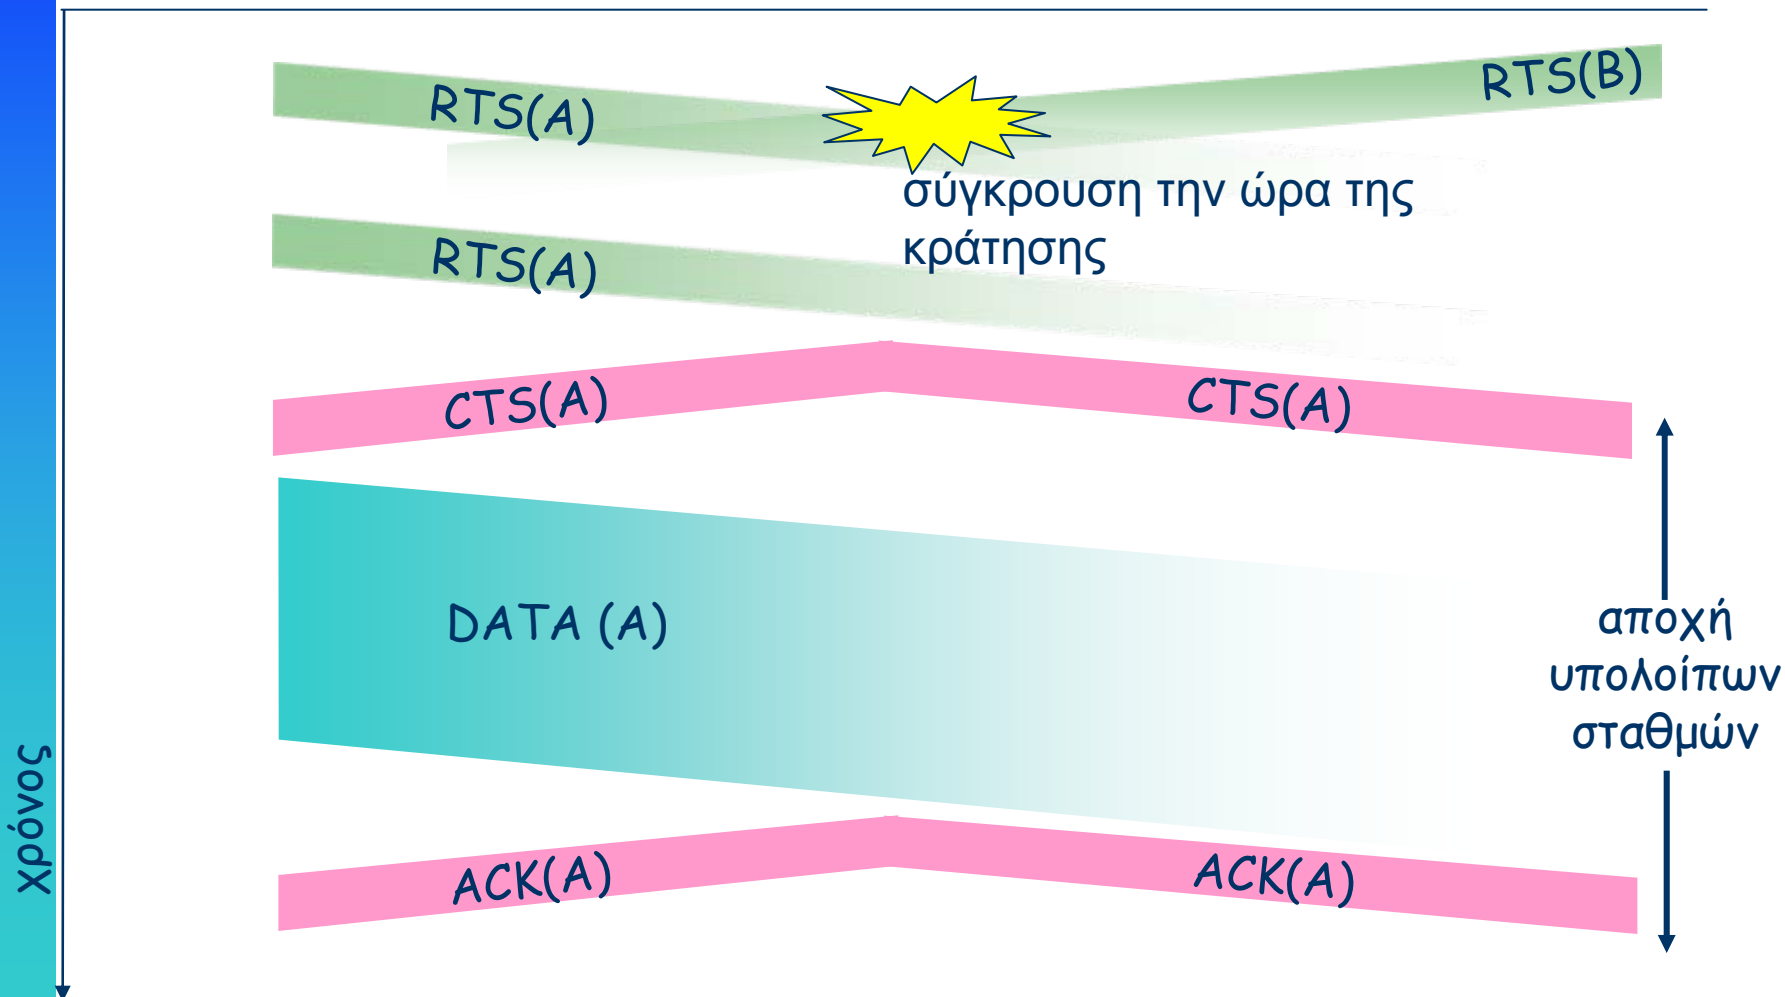 RTS(A)
RTS(B)
σύγκρουση την ώρα της
κράτησης
RTS(A)
CTS(A)
CTS(A)
DATA (A)
αποχή
υπολοίπων
σταθμών
χρόνος
ACK(A)
ACK(A)